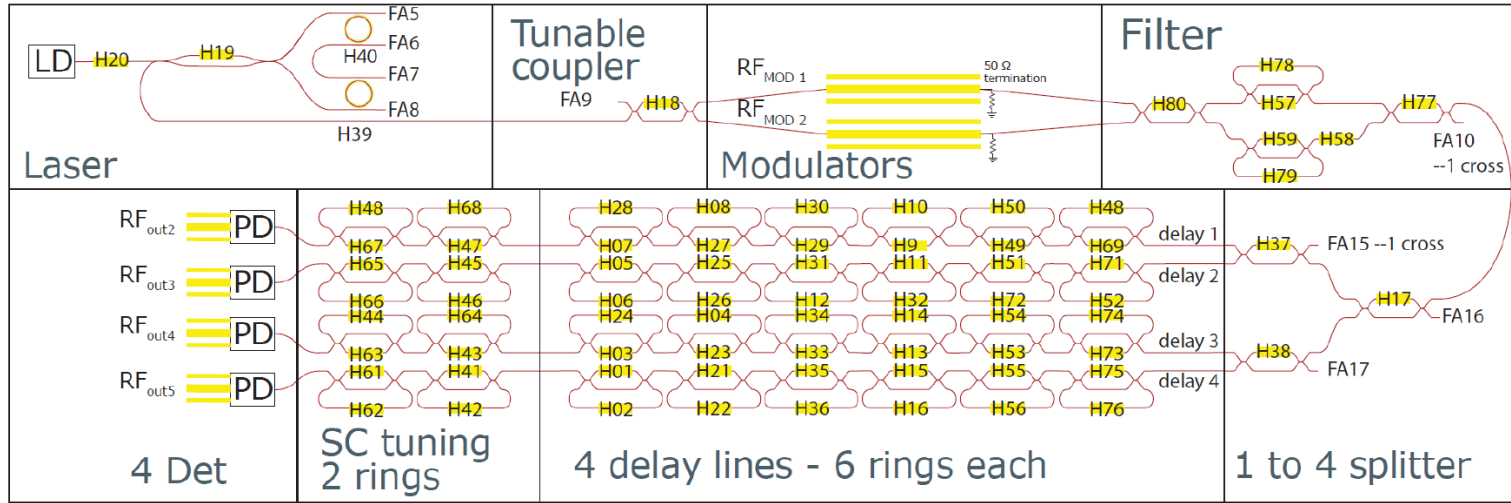 LD
H20
H19
FA5
FA6
H40
FA7
FA8
H39
Laser
Tunable
coupler
FA9
H18
RF MOD 1
RF MOD 2
50 Ω
termination
Modulators
Filter
H80
H78
H57
H59
H58
H79
H77
FA10
--1 cross
RFout2
PD
RFout3
PD
RFout4
PD
RFout5
PD
4 Det
H48 H68
H67 H47
H65 H45
H66 H46
H44 H64
H63 H43
H61 H41
H62 H42
SC tuning
2 rings
H28 H08 H30 H10 H50 H48
H07 H27 H29 H9 H49 H69
H05 H25 H31 H11 H51 H71
H06 H26 H12 H32 H72 H52
H24 H04 H34 H14 H54 H74
H03 H23 H33 H13 H53 H73
H01 H21 H35 H15 H55 H75
H02 H22 H36 H16 H56 H76
delay 1
delay 2
delay 3
delay 4
4 delay lines - 6 rings each
H37
FA15 --1 cross
H17
FA16
H38
FA17
1 to 4 splitter